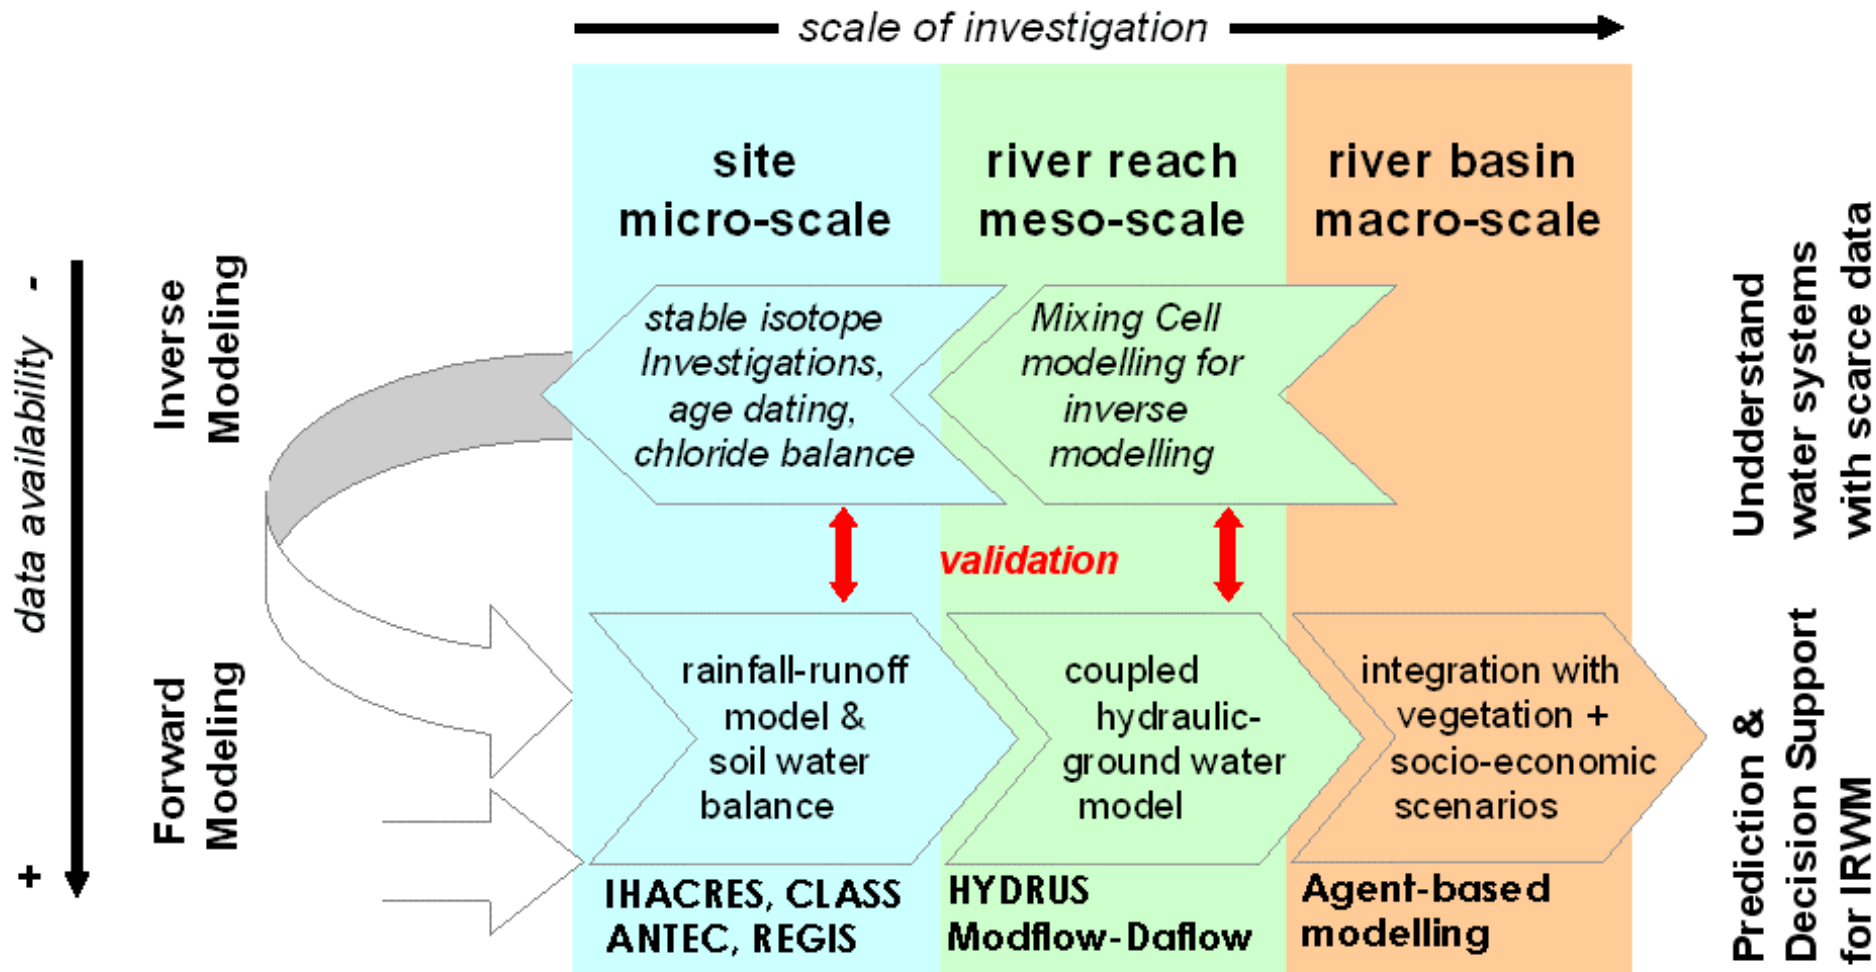 scale of investigation
site
micro-scale
river reach
meso-scale
river basin
macro-scale
data availability
-
+
Inverse
Modeling
stable isotope
Investigations,
age dating,
chloride balance
Mixing Cell
modelling for
inverse
modelling
Understand
water systems
with scarce data
validation
Forward
Modeling
rainfall-runoff
model &
soil water
balance
coupled
hydraulic-
ground water
model
integration with
vegetation +
socio-economic
scenarios
Prediction &
Decision Support
for IRWM
IHACRES, CLASS
ANTEC, REGIS
HYDRUS
Modflow-Daflow
Agent-based
modelling